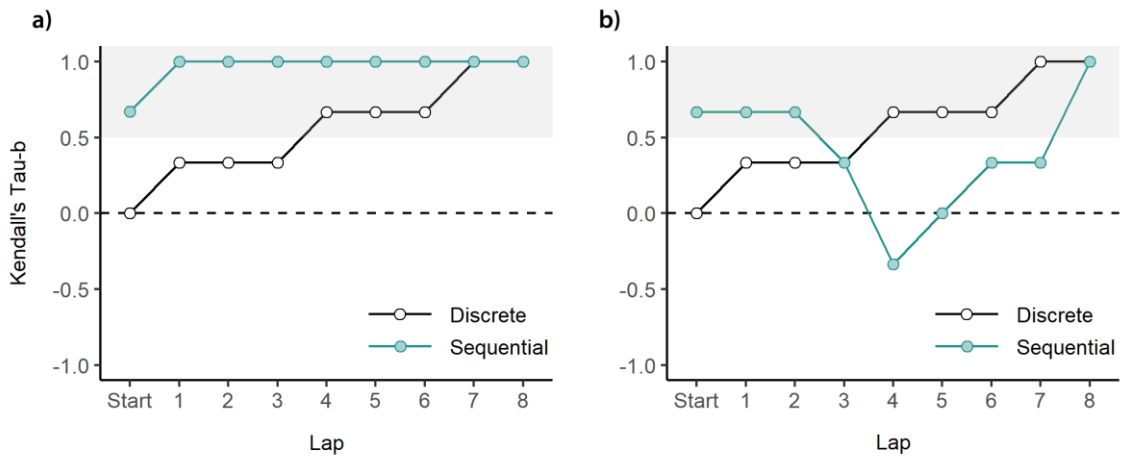 a)
Kendall's Tau-b
1.0
0.5
0.0
-0.5
-1.0
Discrete
Sequential
Start 1 2 3 4 5 6 7 8
Lap
b)
1.0
0.5
0.0
-0.5
-1.0
Discrete
Sequential
Start 1 2 3 4 5 6 7 8
Lap